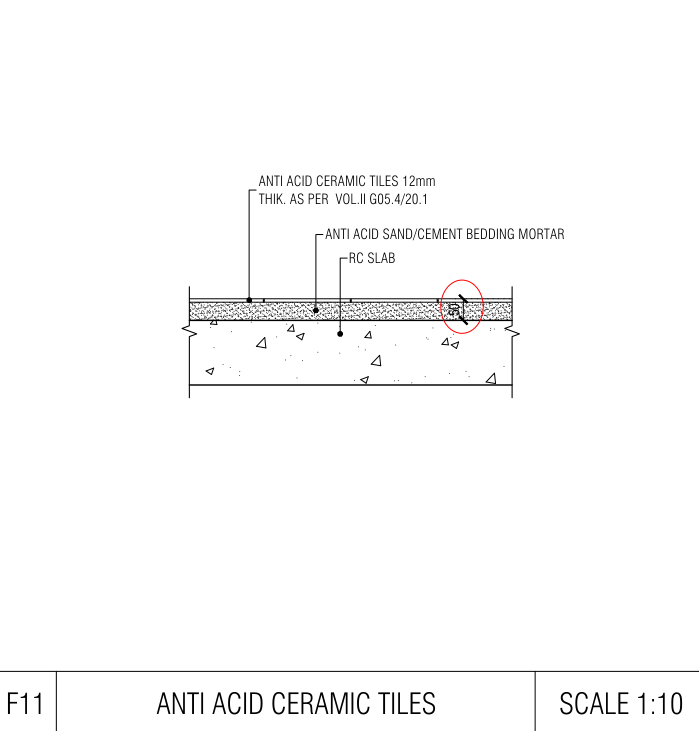 ANTI ACID CERAMIC TILES 12mm
THIK. AS PER VOL.II G05.4/20.1
ANTI ACID SAND/CEMENT BEDDING MORTAR
RC SLAB
50
F11
ANTI ACID CERAMIC TILES
SCALE 1:10